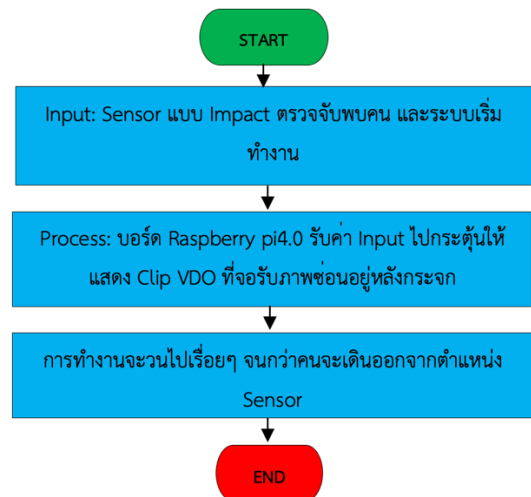 START
Input: Sensor แบบ Impact ตรวจจับพบคน และระบบเริ่ม
ทำงาน
Process: บอร์ด Raspberry pi4.0 รับค่า Input ไปกระตุ้นให้
แสดง Clip VDO ที่จอรับภาพซ่อนอยู่หลังกระจก
การทำงานจะวนไปเรื่อยๆ จนกว่าคนจะเดินออกจากตำแหน่ง
Sensor
END